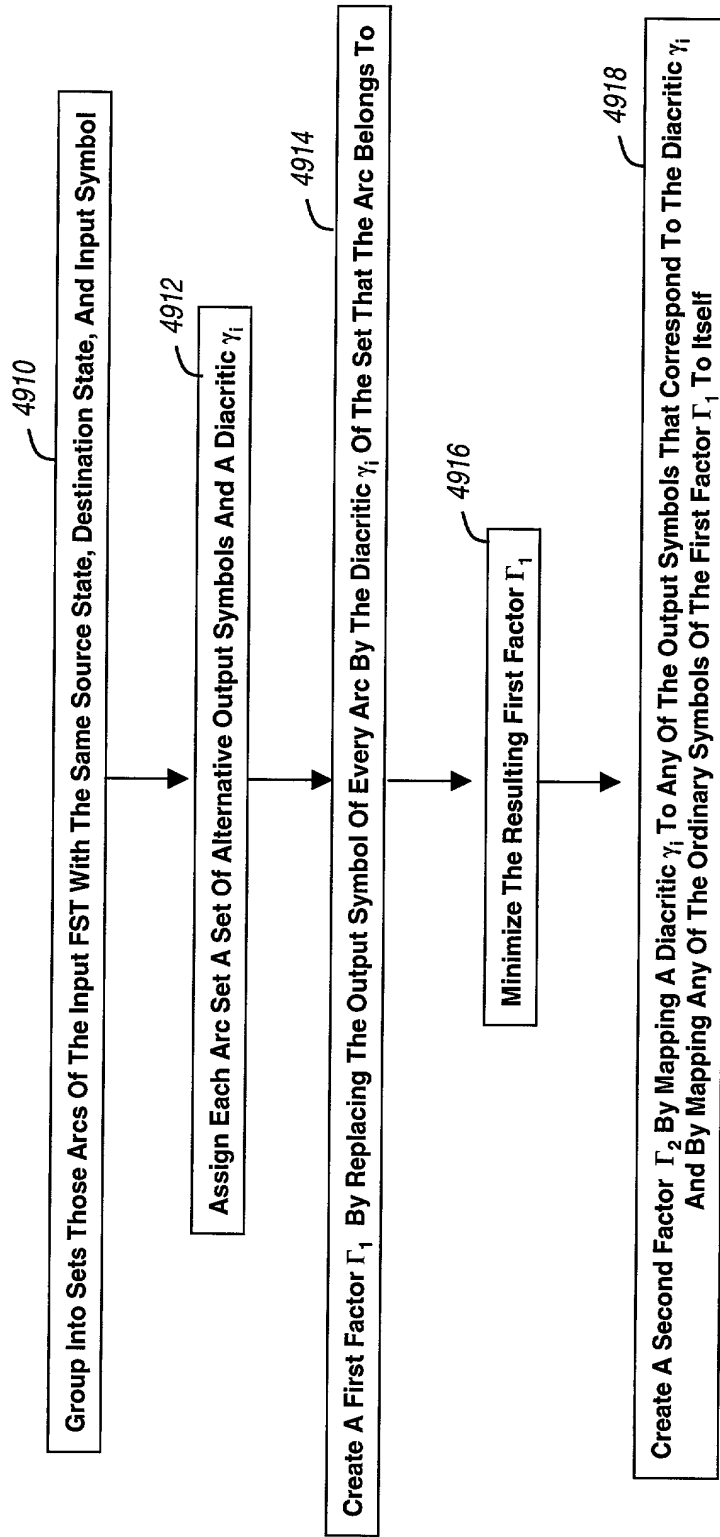 4910
Group Into Sets Those Arcs Of The Input FST With The Same Source State, Destination State, And Input Symbol
4912
Assign Each Arc Set A Set Of Alternative Output Symbols And A Diacritic γi
4914
Create A First Factor Γ1 By Replacing The Output Symbol Of Every Arc By The Diacritic γi Of The Set That The Arc Belongs To
4916
Minimize The Resulting First Factor Γ1
4918
Create A Second Factor Γ2 By Mapping A Diacritic γi To Any Of The Output Symbols That Correspond To The Diacritic γi
And By Mapping Any Of The Ordinary Symbols Of The First Factor Γ1 To Itself